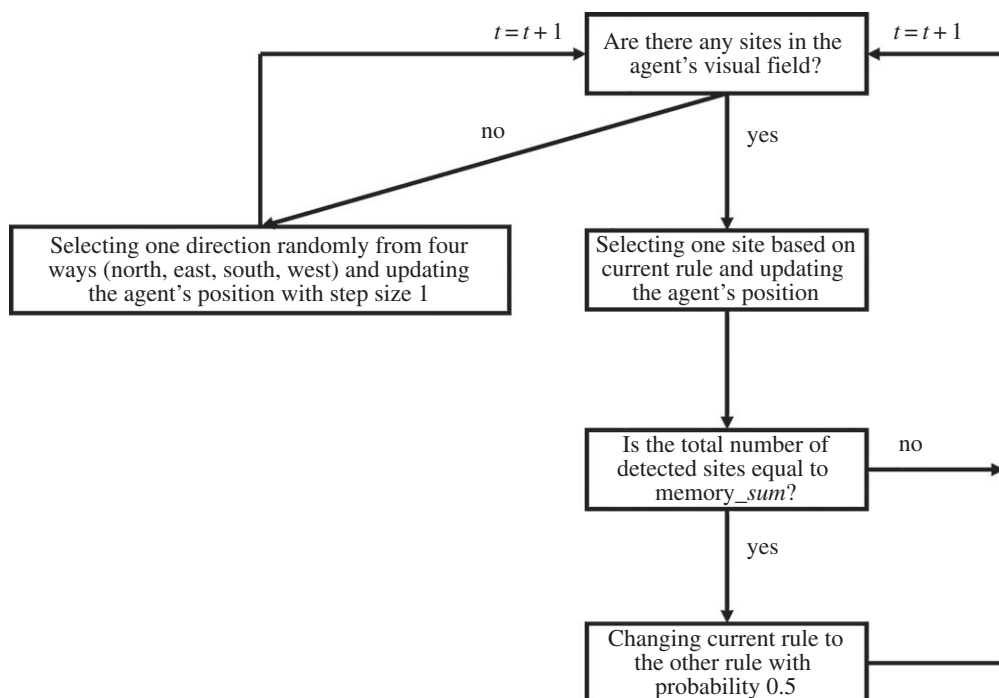 t = t + 1
Are there any sites in the
agent's visual field?
t = t + 1
no
yes
Selecting one direction randomly from four
ways (north, east, south, west) and updating
the agent's position with step size 1
Selecting one site based on
current rule and updating
the agent's position
Is the total number of
detected sites equal to
memory_sum?
no
yes
Changing current rule to
the other rule with
probability 0.5